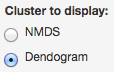 Cluster to display:
NMDS
Dendogram